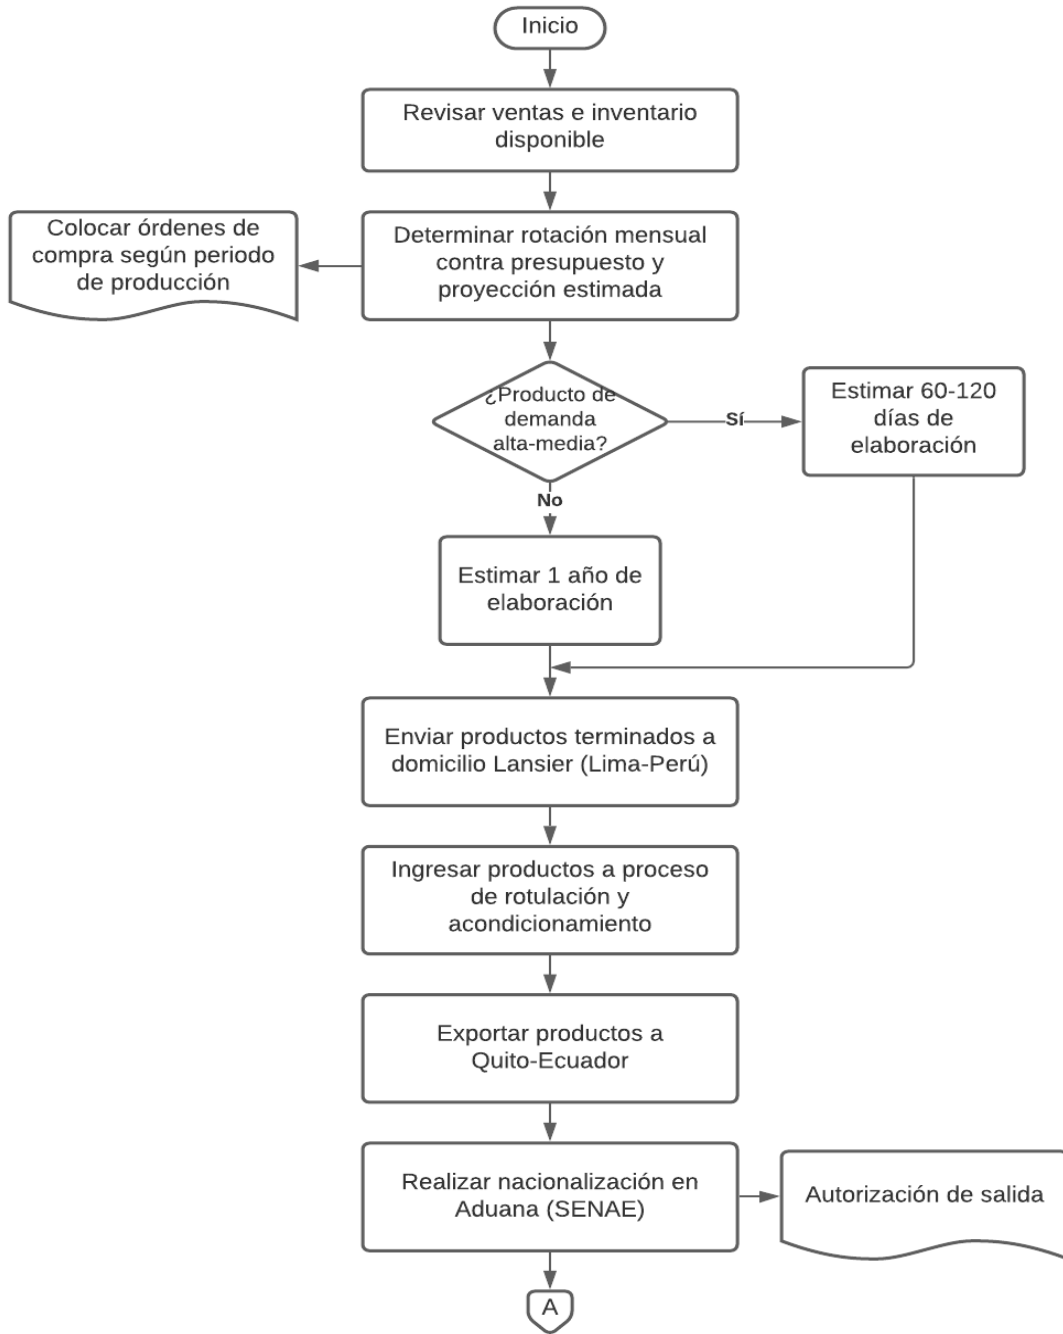 Inicio
Revisar ventas e inventario
disponible
Colocar órdenes de
compra según periodo
de producción
Determinar rotación mensual
contra presupuesto y
proyección estimada
¿Producto de
demanda
alta-media?
Sí
Estimar 60-120
días de
elaboración
No
Estimar 1 año de
elaboración
Enviar productos terminados a
domicilio Lansier (Lima-Perú)
Ingresar productos a proceso
de rotulación y
acondicionamiento
Exportar productos a
Quito-Ecuador
Realizar nacionalización en
Aduana (SENAE)
Autorización de salida
A